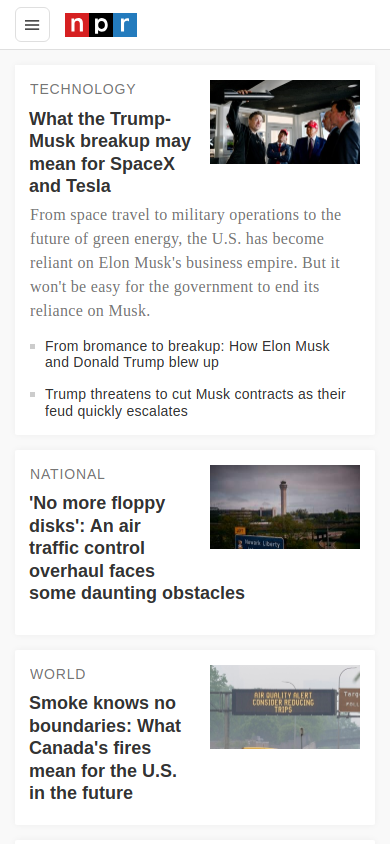 npr
TECHNOLOGY
What the Trump-
Musk breakup may
mean for SpaceX
and Tesla
From space travel to military operations to the
future of green energy, the U.S. has become
reliant on Elon Musk's business empire. But it
won't be easy for the government to end its
reliance on Musk.
From bromance to breakup: How Elon Musk
and Donald Trump blew up
Trump threatens to cut Musk contracts as their
feud quickly escalates
NATIONAL
'No more floppy
disks': An air
traffic control
overhaul faces
some daunting obstacles
Newark Liberty
WORLD
Smoke knows no
boundaries: What
Canada's fires
mean for the U.S.
in the future
AIR QUALITY ALERT
CONSIDER REDUCING
TRIPS